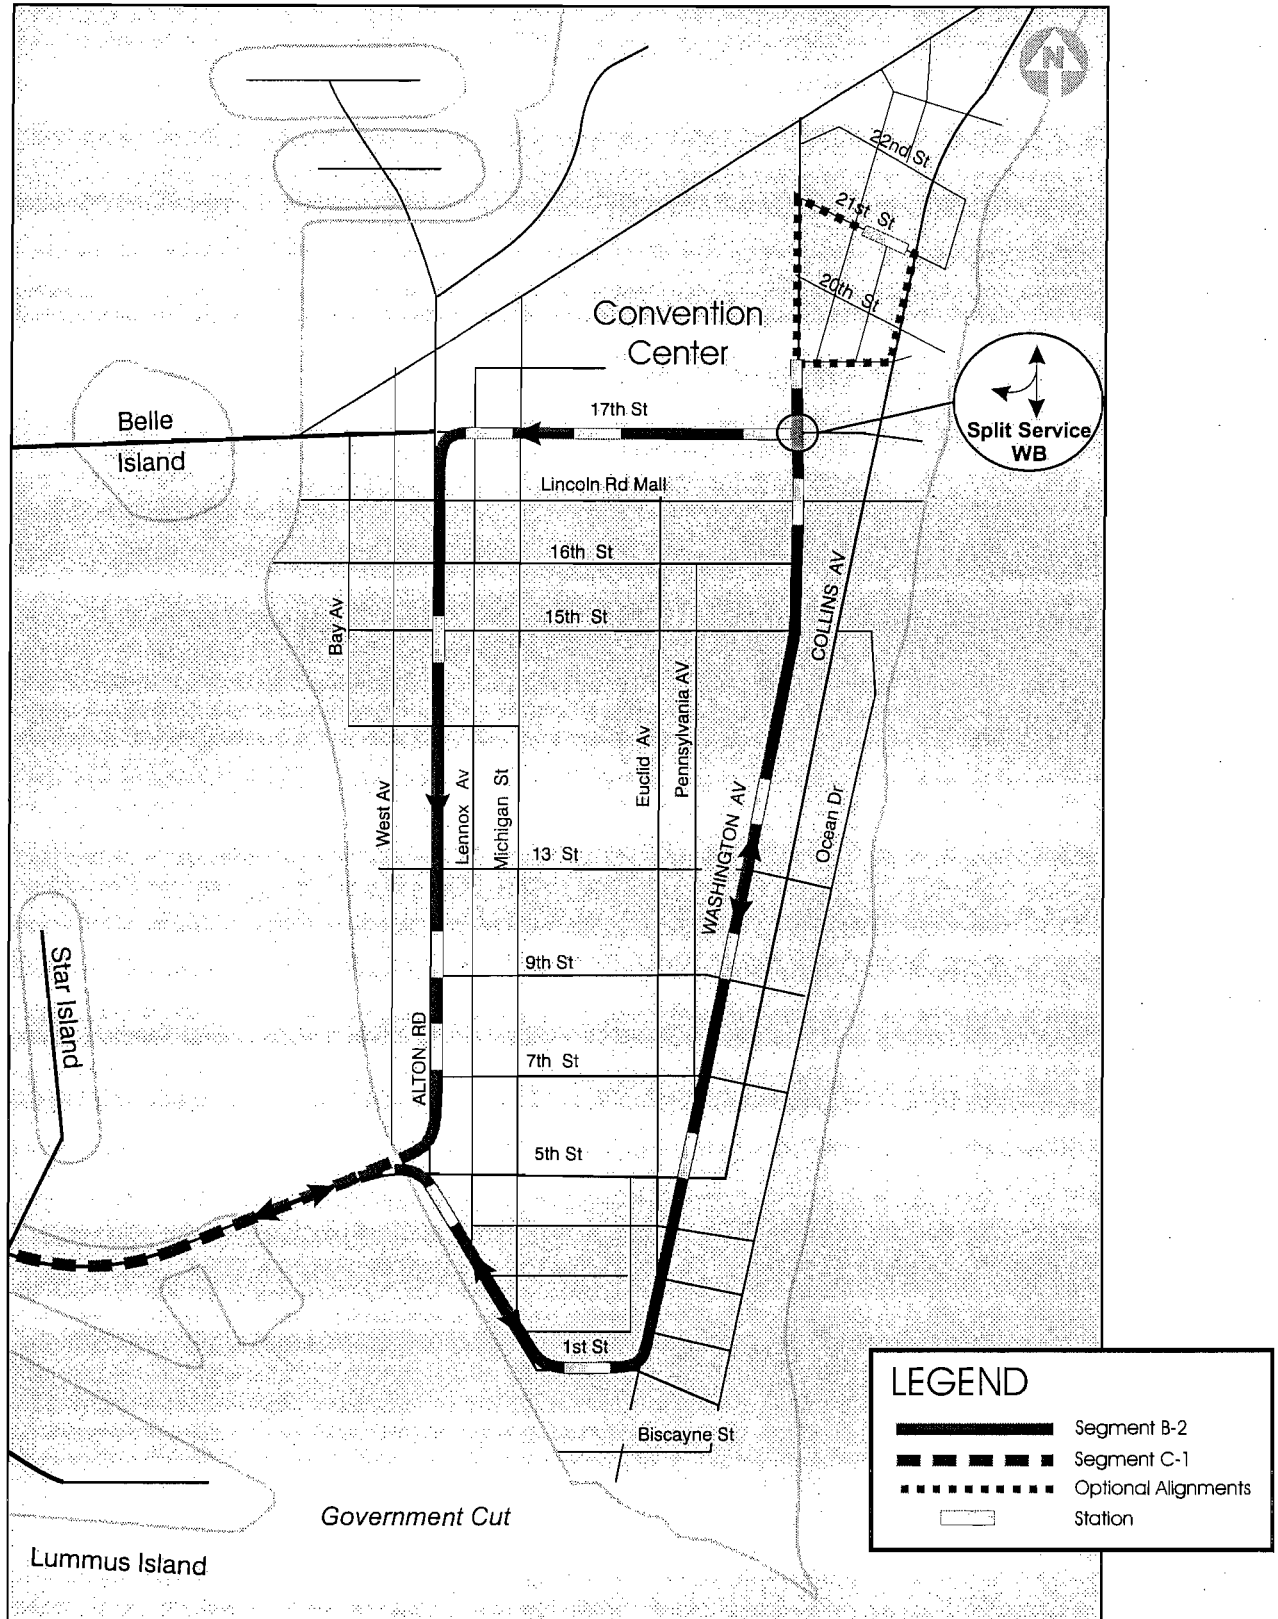 N
22nd St
21st St
20th St
Convention
Center
17th St
Split Service
WB
Belle
Island
Lincoln Rd Mall
16th St
15th St
Bay Av
COLLINS AV
Pennsylvania AV
Euclid Av
West Av
Lennox Av
Michigan St
WASHINGTON AV
Ocean Dr
13 St
9th St
Star Island
ALTON RD
7th St
5th St
1st St
Biscayne St
Government Cut
Lummus Island
LEGEND
Segment B-2
Segment C-1
Optional Alignments
Station